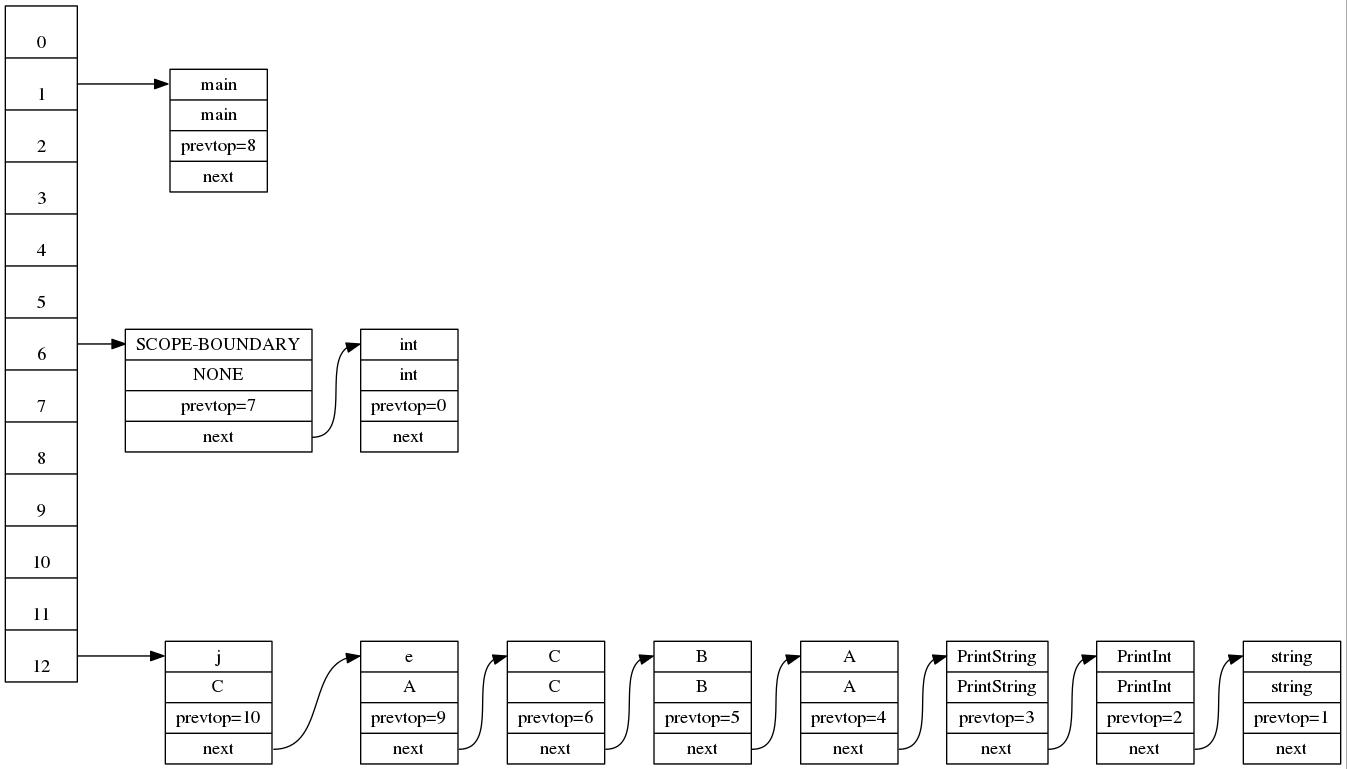 0
1
2
3
4
5
6
7
8
9
10
11
12
main
main
prevtop=8
next
SCOPE-BOUNDARY
NONE
prevtop=7
next
int
int
prevtop=0
next
j
C
prevtop=10
next
e
A
prevtop=9
next
C
C
prevtop=6
next
B
B
prevtop=5
next
A
A
prevtop=4
next
PrintString
PrintString
prevtop=3
next
PrintInt
PrintInt
prevtop=2
next
string
string
prevtop=1
next